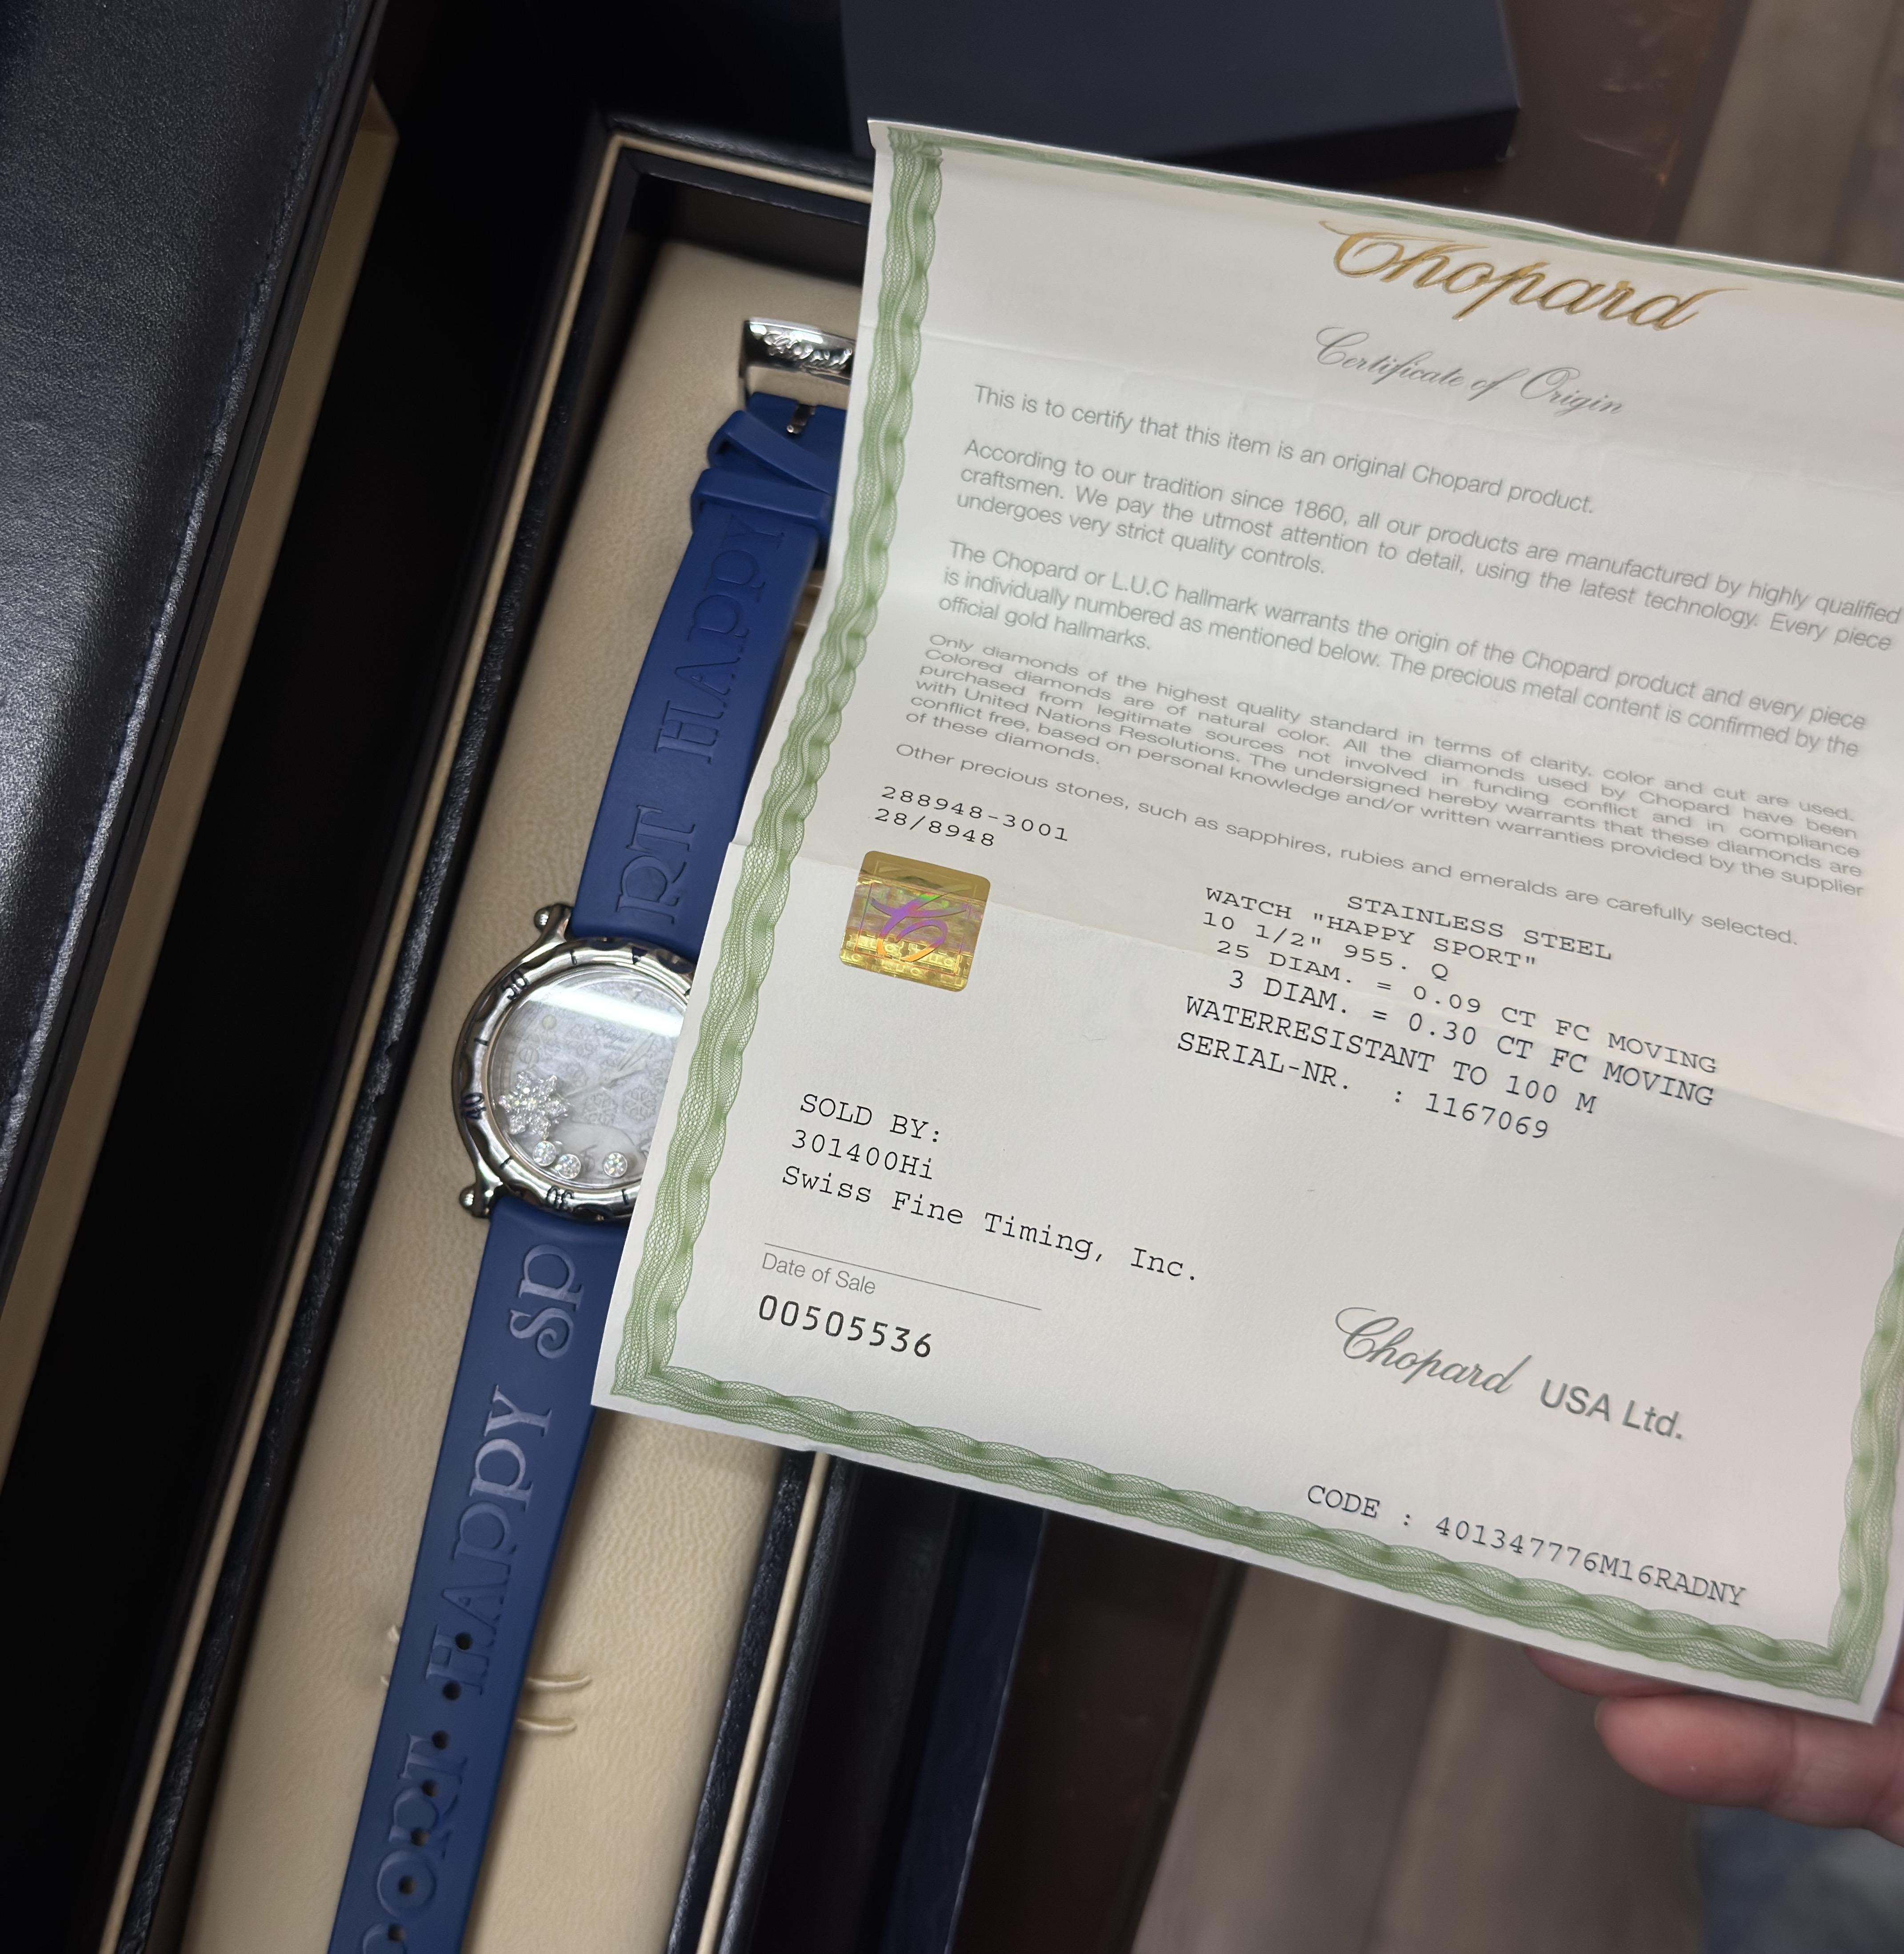 Chopard
Certificate of Origin
This is to certify that this item is an original Chopard product.
According to our tradition since 1860, all our products are manufactured by highly qualified
craftsmen. We pay the utmost attention to detail, using the latest technology. Every piece
undergoes very strict quality controls.
The Chopard or L.U.C hallmark warrants the origin of the Chopard product and every piece
is individually numbered as mentioned below. The precious metal content is confirmed by the
official gold hallmarks.
Only diamonds of the highest quality standard in terms of clarity, color and cut are used.
Colored diamonds are of natural color. All the diamonds used by Chopard have been
purchased from legitimate sources not involved in funding conflict and in compliance
with United Nations Resolutions. The undersigned hereby warrants that these diamonds are
conflict free, based on personal knowledge and/or written warranties provided by the supplier
of these diamonds.
Other precious stones, such as sapphires, rubies and emeralds are carefully selected.
288948-3001
28/8948
STAINLESS STEEL
WATCH "HAPPY SPORT"
10 1/2" 955. Q
25 DIAM. = 0.09 CT FC MOVING
3 DIAM. = 0.30 CT FC MOVING
WATERRESISTANT TO 100 M
SERIAL-NR. : 1167069
SOLD BY:
301400Hi
Swiss Fine Timing, Inc.
Date of Sale
00505536
Chopard USA Ltd.
CODE : 401347776M16RADNY
RT HAPPY
HAPPY SP
ORT
30